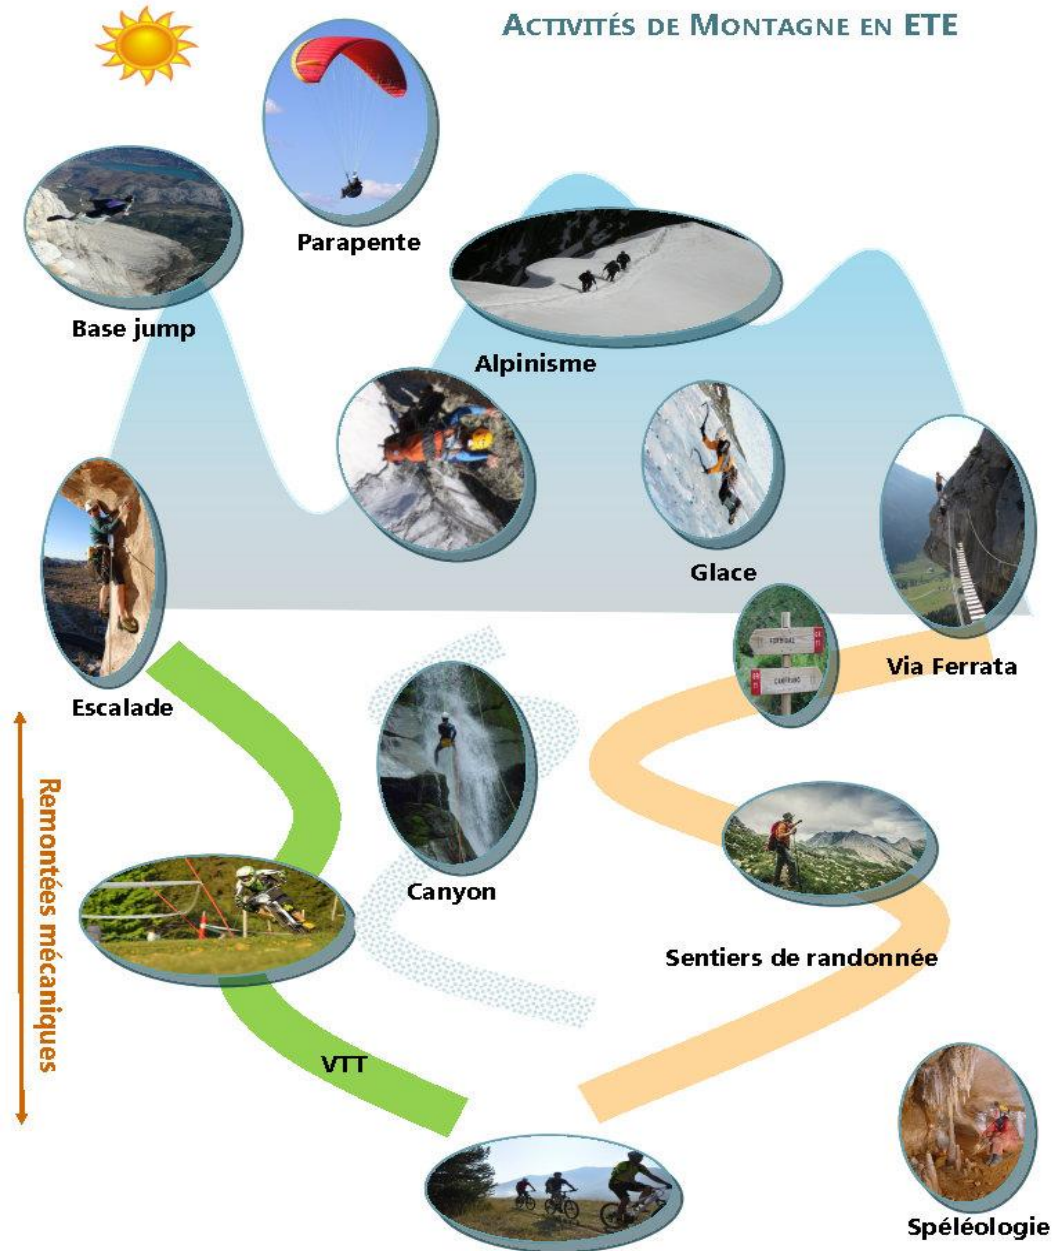 ACTIVITÉS DE MONTAGNE EN ETE
Parapente
Base jump
Alpinisme
Glace
Via Ferrata
Escalade
Canyon
Remontées mécaniques
Sentiers de randonnée
VTT
Spéléologie